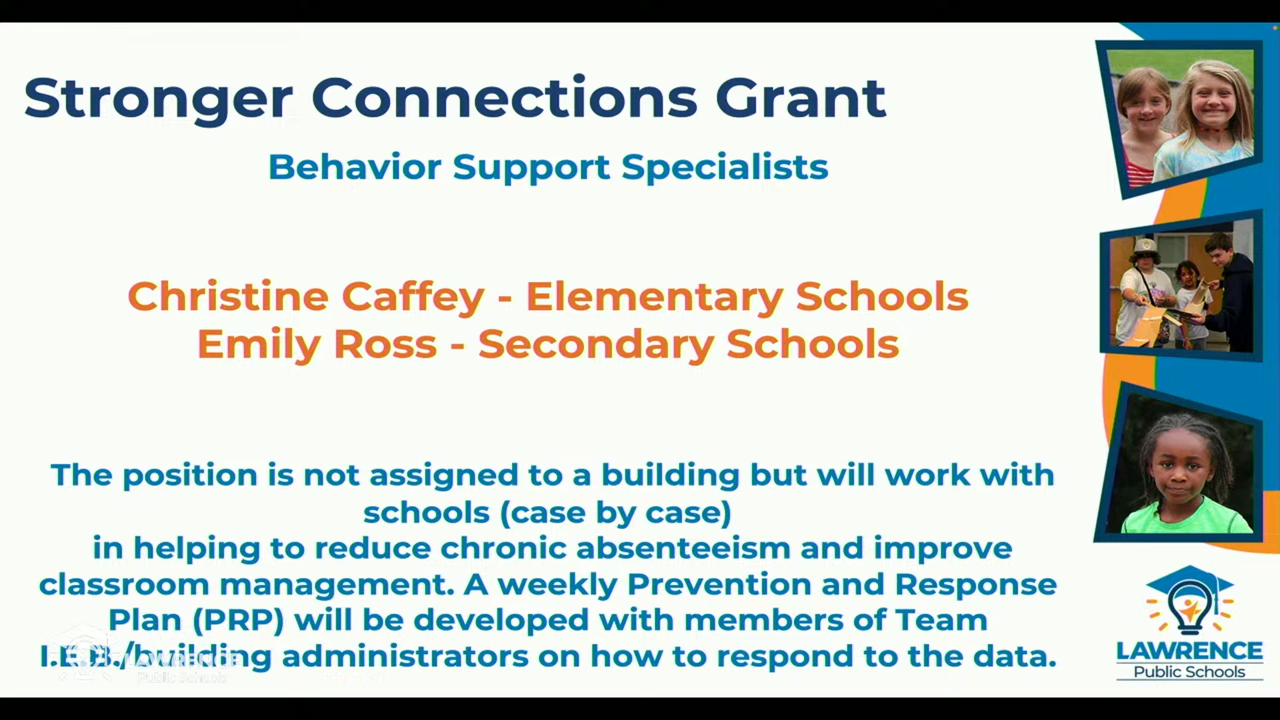 Stronger Connections Grant
Behavior Support Specialists
Christine Caffey - Elementary Schools
Emily Ross - Secondary Schools
The position is not assigned to a building but will work with
schools (case by case)
in helping to reduce chronic absenteeism and improve
classroom management. A weekly Prevention and Response
Plan (PRP) will be developed with members of Team
/building administrators on how to respond to the data.
LAWRENCE
Public Schools
LAWRENCE
Public Schools